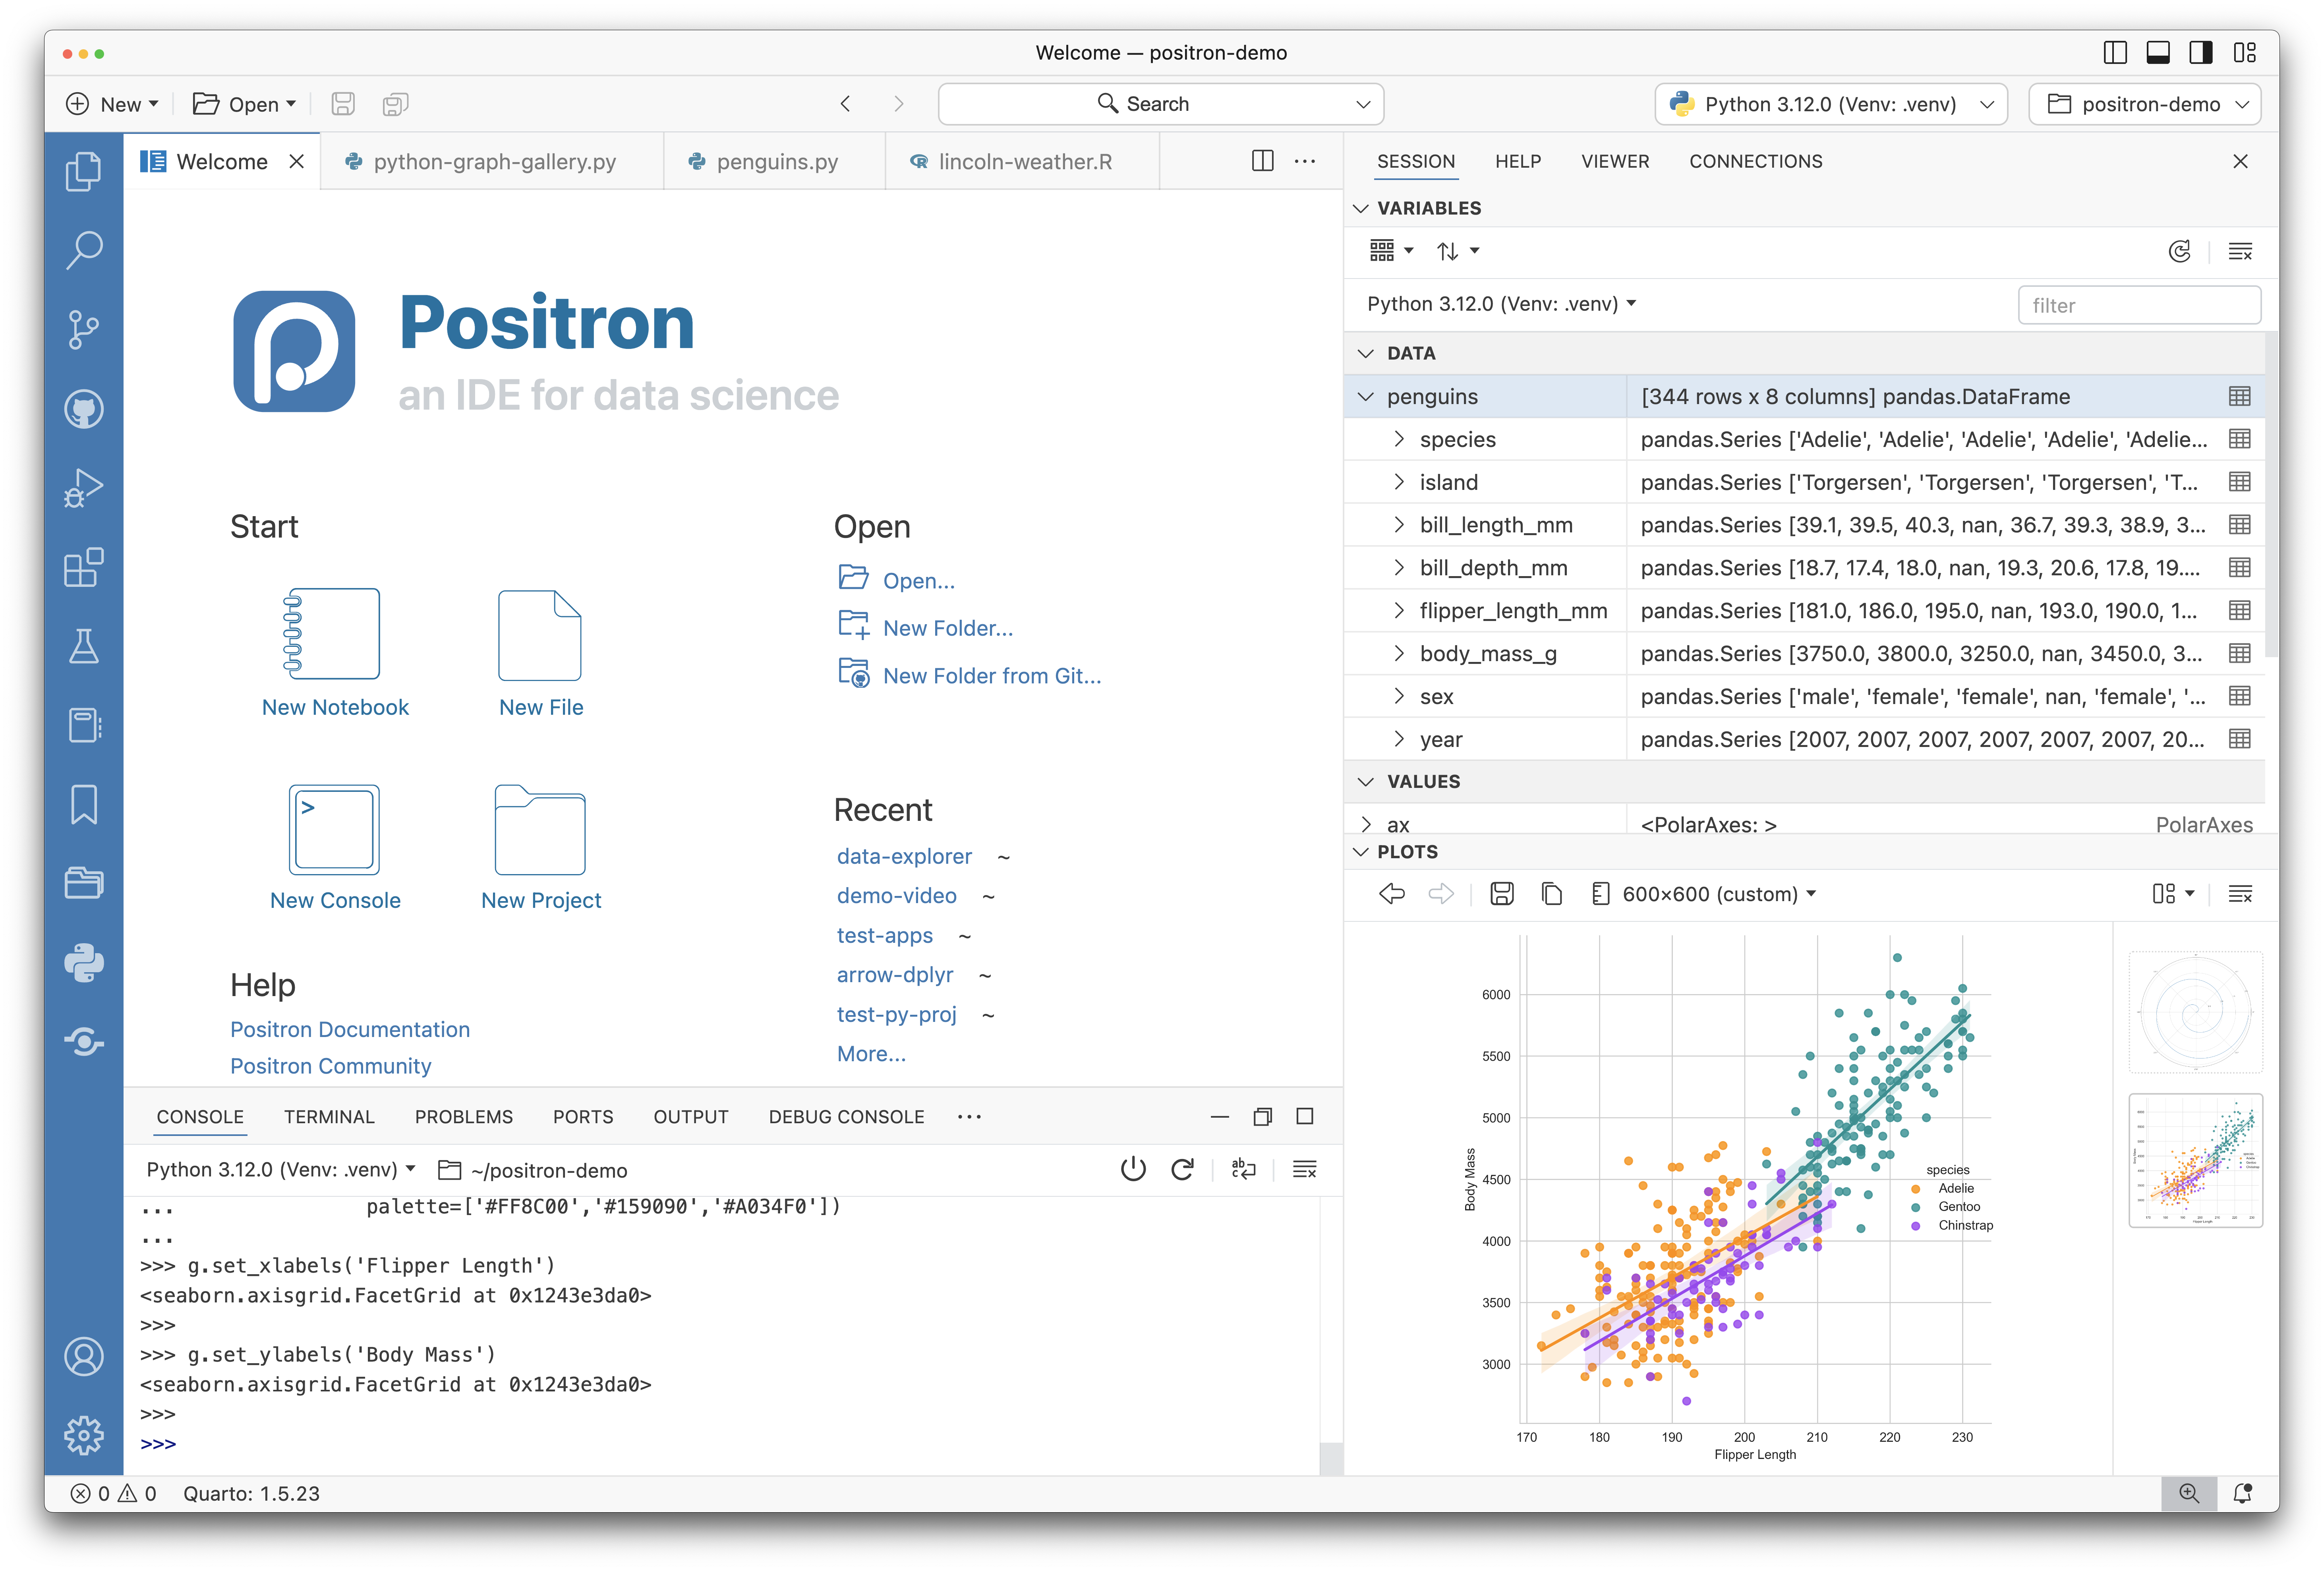 Welcome — positron-demo
New
Open
Search
Python 3.12.0 (Venv: .venv)
positron-demo
Welcome
python-graph-gallery.py
penguins.py
lincoln-weather.R
Positron
an IDE for data science
Start
New Notebook
New File
New Console
New Project
Help
Positron Documentation
Positron Community
Open
Open...
New Folder...
New Folder from Git...
Recent
data-explorer ~
demo-video ~
test-apps ~
arrow-dplyr ~
test-py-proj ~
More...
CONSOLE TERMINAL PROBLEMS PORTS OUTPUT DEBUG CONSOLE
Python 3.12.0 (Venv: .venv) ~/positron-demo
... palette=['#FF8C00','#159090','#A034F0'])
...
>>> g.set_xlabels('Flipper Length')
<seaborn.axisgrid.FacetGrid at 0x1243e3da0>
>>>
>>> g.set_ylabels('Body Mass')
<seaborn.axisgrid.FacetGrid at 0x1243e3da0>
>>>
>>>
SESSION HELP VIEWER CONNECTIONS
VARIABLES
Python 3.12.0 (Venv: .venv)
filter
DATA
penguins [344 rows x 8 columns] pandas.DataFrame
species pandas.Series ['Adelie', 'Adelie', 'Adelie', 'Adelie', 'Adelie...
island pandas.Series ['Torgersen', 'Torgersen', 'Torgersen', 'T...
bill_length_mm pandas.Series [39.1, 39.5, 40.3, nan, 36.7, 39.3, 38.9, 3...
bill_depth_mm pandas.Series [18.7, 17.4, 18.0, nan, 19.3, 20.6, 17.8, 19....
flipper_length_mm pandas.Series [181.0, 186.0, 195.0, nan, 193.0, 190.0, 1...
body_mass_g pandas.Series [3750.0, 3800.0, 3250.0, nan, 3450.0, 3...
sex pandas.Series ['male', 'female', 'female', nan, 'female', '...
year pandas.Series [2007, 2007, 2007, 2007, 2007, 2007, 20...
VALUES
ax <PolarAxes: > PolarAxes
PLOTS
600×600 (custom)
6000
5500
5000
4500
4000
3500
3000
Body Mass
species
Adelie
Gentoo
Chinstrap
170 180 190 200 210 220 230
Flipper Length
0 0 Quarto: 1.5.23